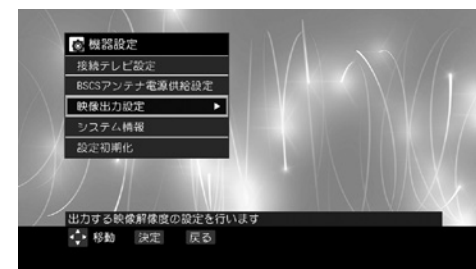 機器設定
接続テレビ設定
BSCSアンテナ電源供給設定
映像出力設定
システム情報
設定初期化
出力する映像解像度の設定を行います
移動 決定 戻る